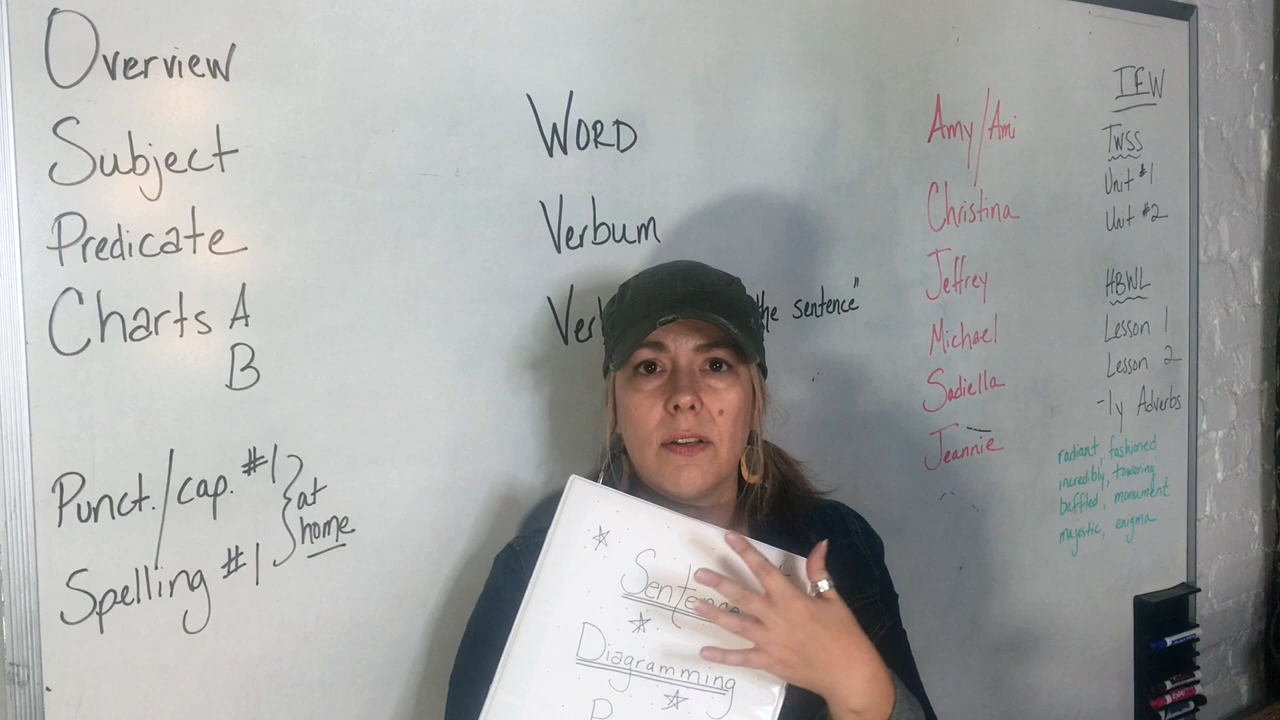 Overview
Subject
Predicate
Charts A
B
Punct./cap. #1
Spelling #1
} at
home
WORD
Verbum
the sentence"
Amy/Ami
Christina
Jeffrey
Michael
Sadiella
Jeannie
IEW
TWSS
Unit #1
Unit #2
HBWL
Lesson 1
Lesson 2
-ly Adverbs
radiant, fashioned
incredibly, towering
baffled, monument
majestic, enigma
Sentence
Diagramming